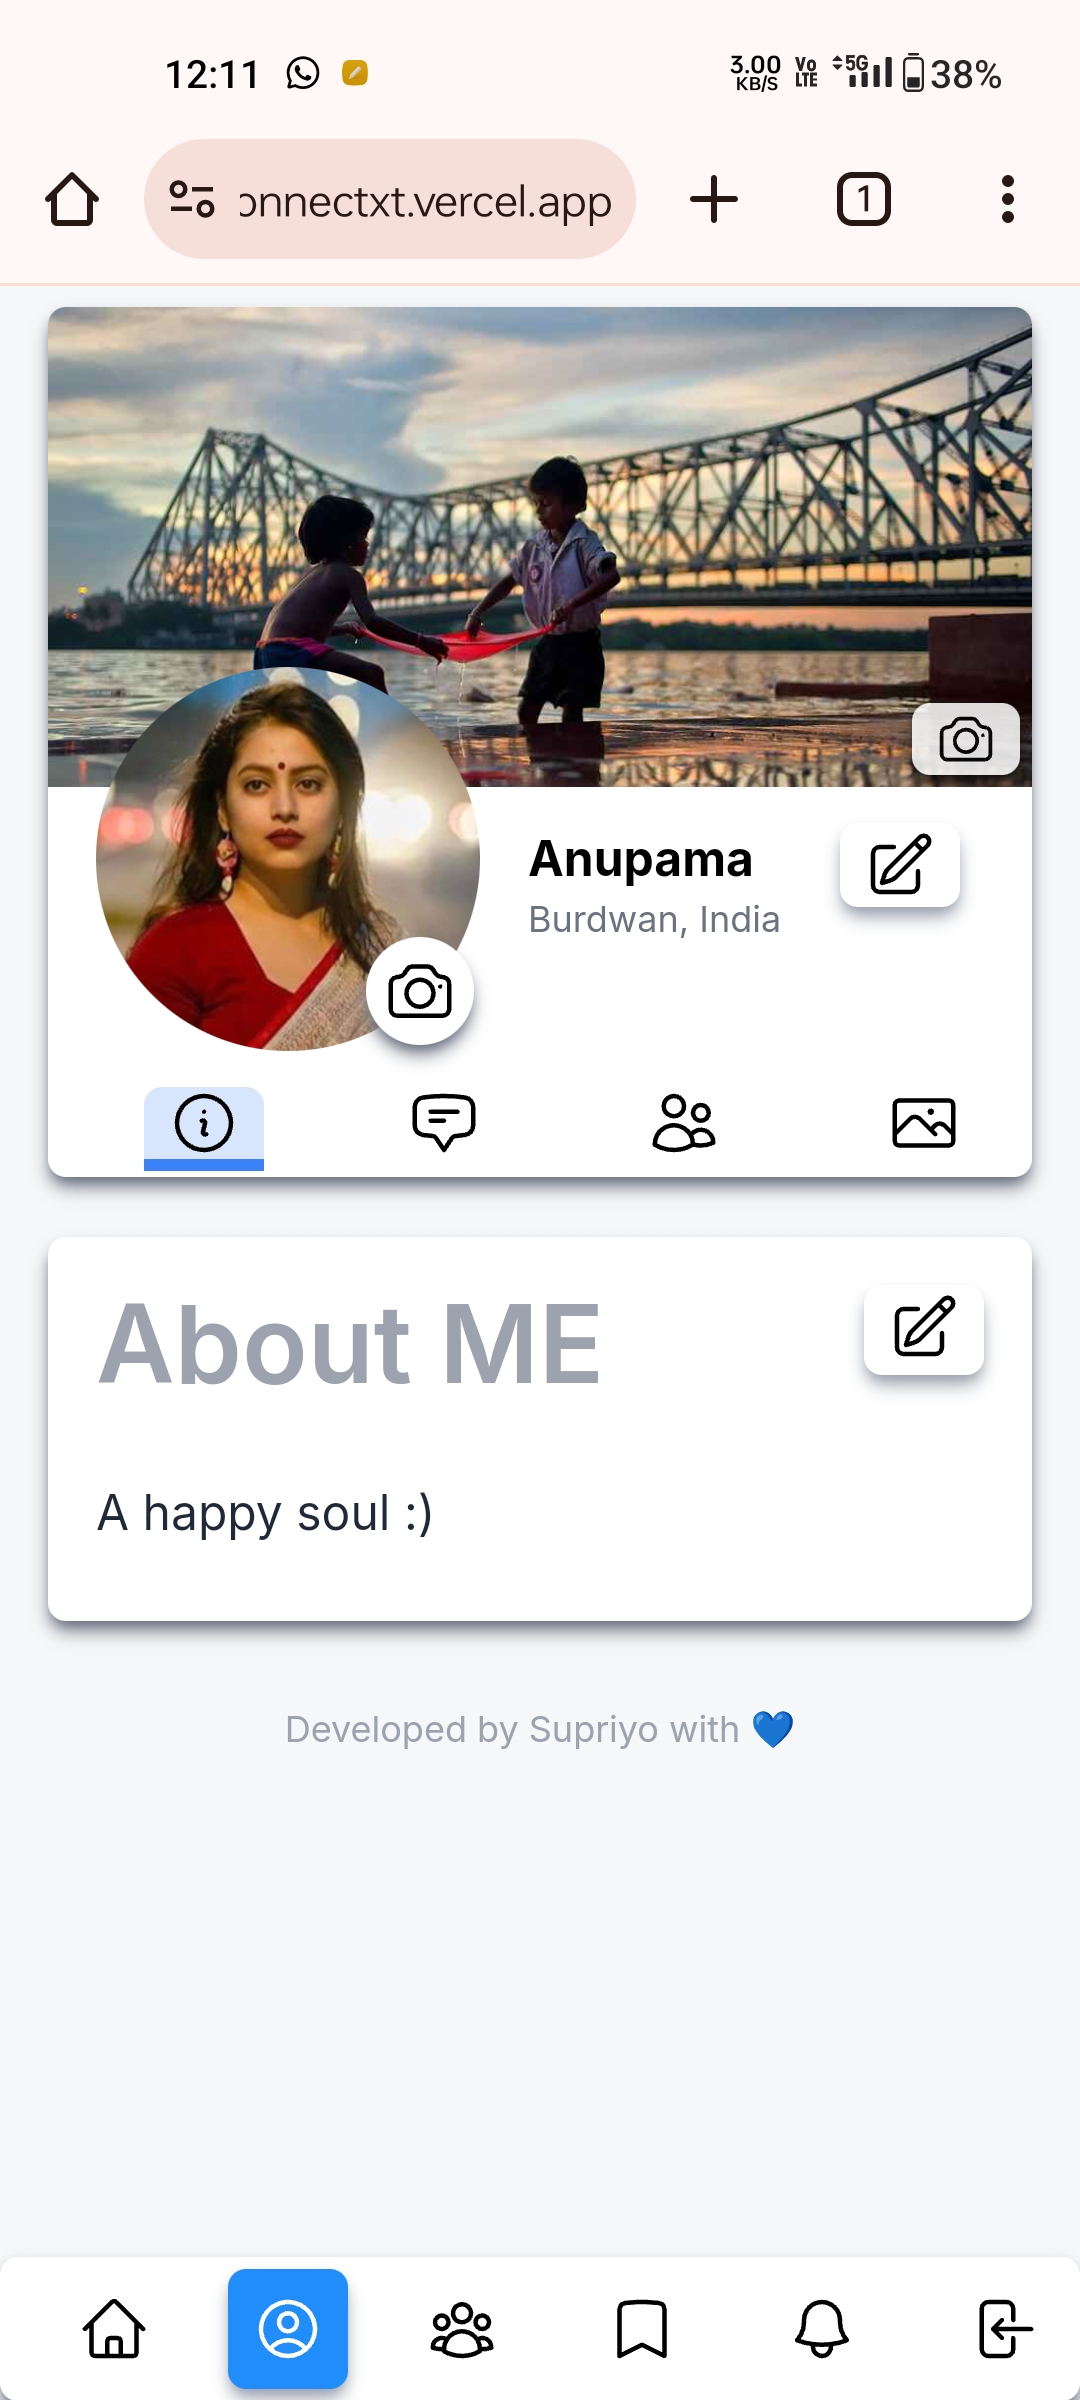 12:11
3.00 KB/S
Vo LTE
5G
38%
onnectxt.vercel.app
1
Anupama
Burdwan, India
About ME
A happy soul :)
Developed by Supriyo with 💙